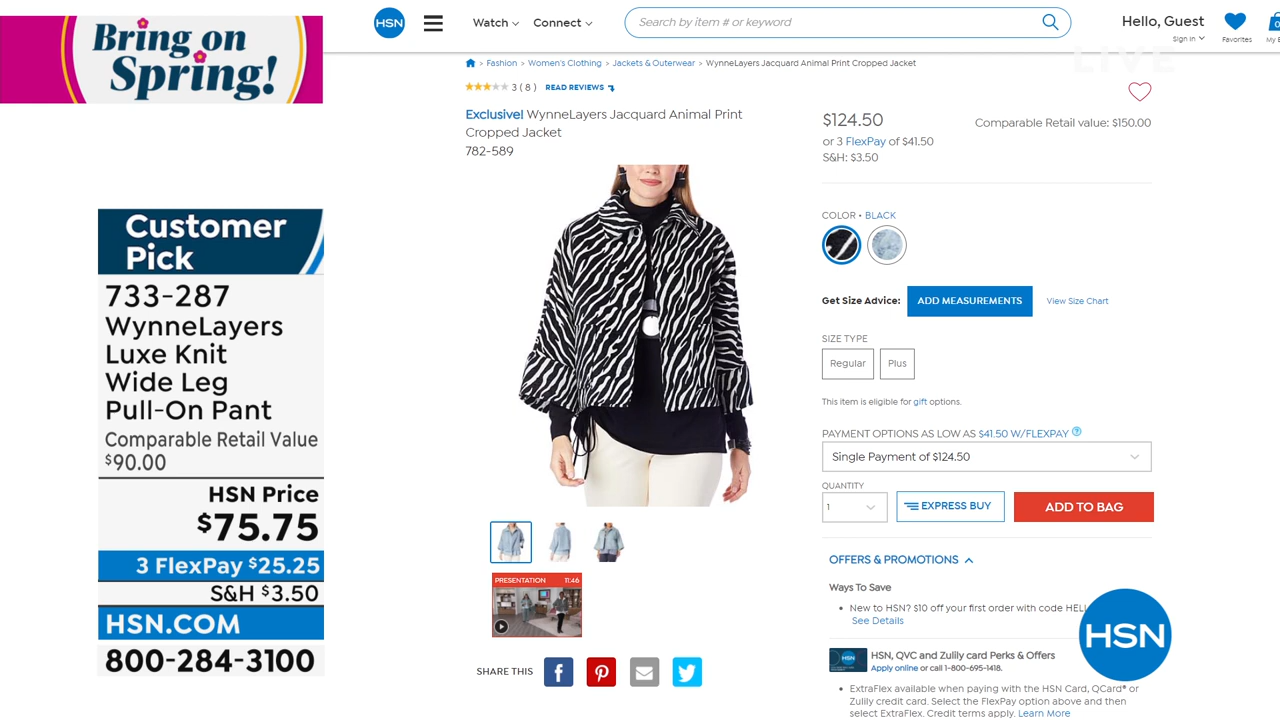 Bring on
Spring!
Customer
Pick
733-287
WynneLayers
Luxe Knit
Wide Leg
Pull-On Pant
Comparable Retail Value
$90.00
HSN Price
$75.75
3 FlexPay $25.25
S&H $3.50
HSN.COM
800-284-3100
HSN
Watch
Connect
Search by item # or keyword
Hello, Guest
Sign In
Favorites
0
LIVE
Fashion > Women's Clothing > Jackets & Outerwear > WynneLayers Jacquard Animal Print Cropped Jacket
3 ( 8 ) READ REVIEWS
Exclusive! WynneLayers Jacquard Animal Print
Cropped Jacket
782-589
$124.50
Comparable Retail value: $150.00
or 3 FlexPay of $41.50
S&H: $3.50
COLOR • BLACK
Get Size Advice: ADD MEASUREMENTS View Size Chart
SIZE TYPE
Regular Plus
This item is eligible for gift options.
PAYMENT OPTIONS AS LOW AS $41.50 W/FLEXPAY ?
Single Payment of $124.50
QUANTITY
1
EXPRESS BUY
ADD TO BAG
PRESENTATION 11:46
SHARE THIS
OFFERS & PROMOTIONS
Ways To Save
• New to HSN? $10 off your first order with code
See Details
HSN, QVC and Zulily card Perks & Offers
Apply online or call 1-800-695-1418.
• ExtraFlex available when paying with the HSN Card, QCard® or
Zulily credit card. Select the FlexPay option above and then
select ExtraFlex. Credit terms apply. Learn More
HSN